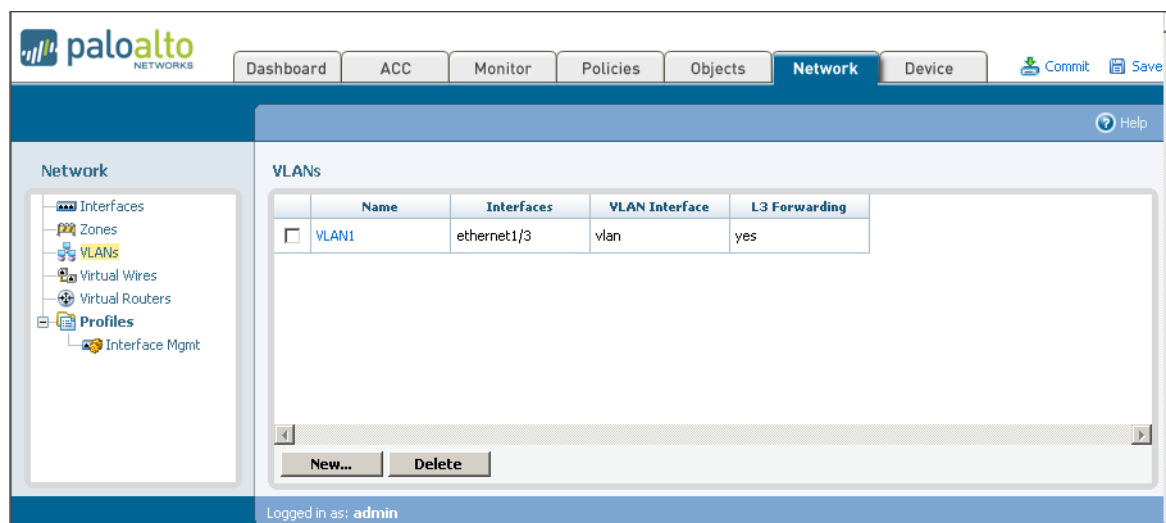 paloalto
NETWORKS
Dashboard ACC Monitor Policies Objects Network Device Commit Save
Help
Network
Interfaces
Zones
VLANs
Virtual Wires
Virtual Routers
Profiles
Interface Mgmt
VLANs
Name Interfaces VLAN Interface L3 Forwarding
VLAN1 ethernet1/3 vlan yes
New... Delete
Logged in as: admin